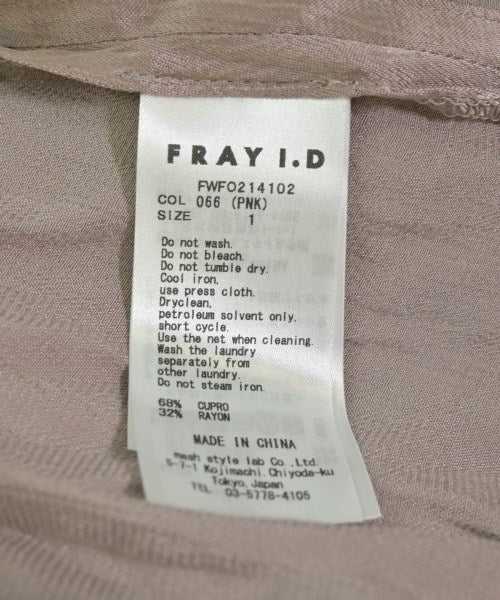 FRAY I.D
FWFO214102
COL 066 (PNK)
SIZE 1
Do not wash.
Do not bleach.
Do not tumble dry.
Cool iron.
use press cloth.
Dryclean.
petroleum solvent only.
short cycle.
Use the net when cleaning.
Wash the laundry
separately from
other laundry.
Do not steam iron.
68% CUPRO
32% RAYON
MADE IN CHINA
mash style lab Co.,Ltd.
5-7-1 Kojimachi,Chiyoda-ku
Tokyo,Japan
TEL 03-5778-4105